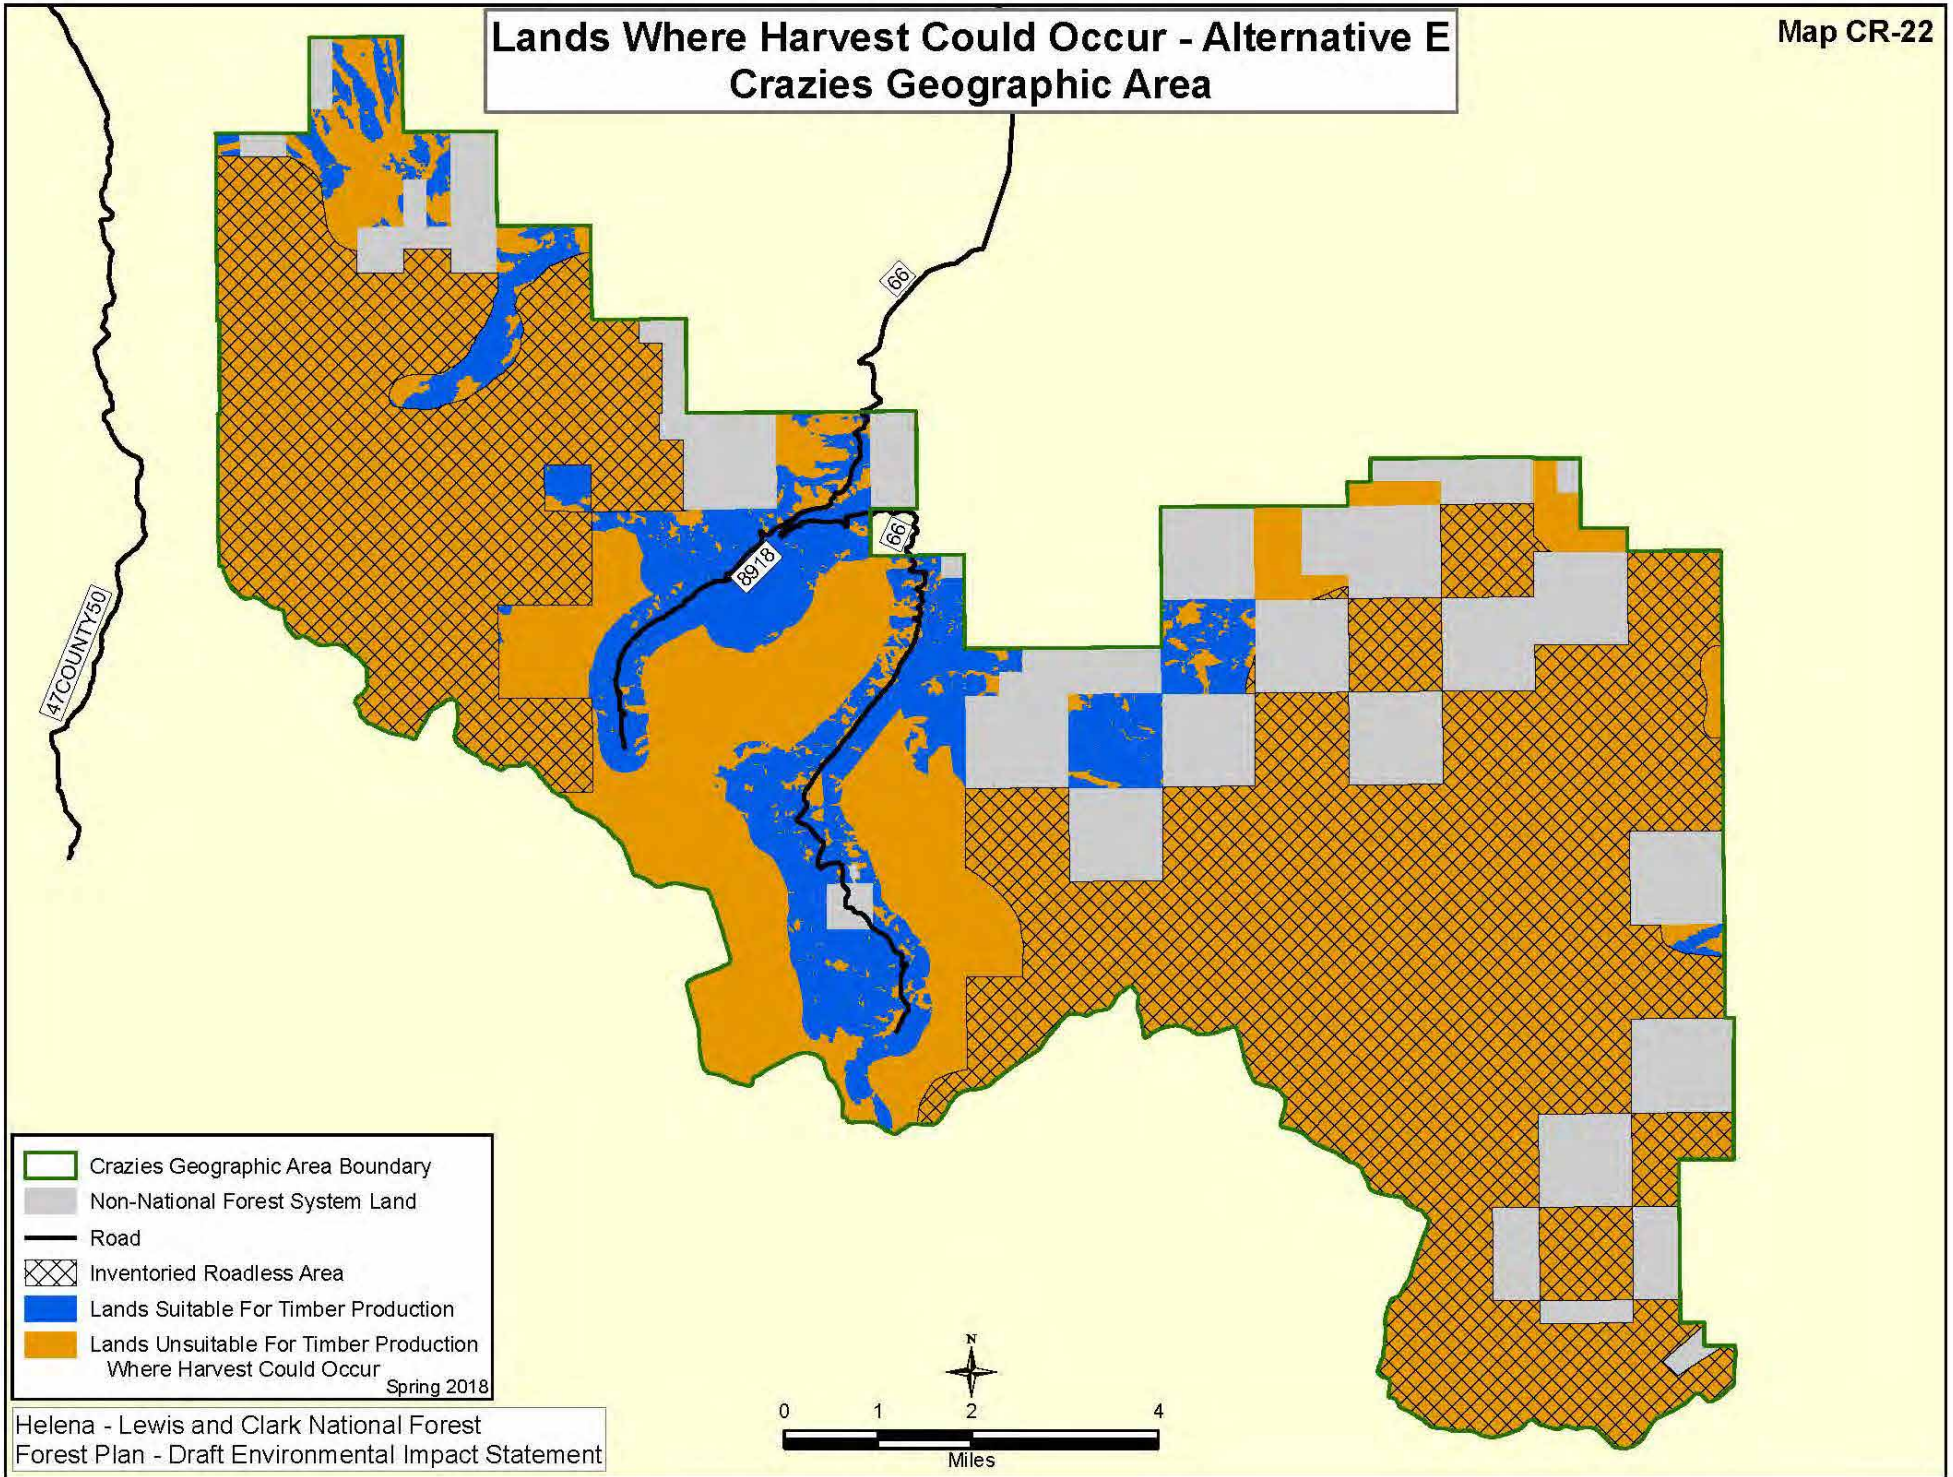 Lands Where Harvest Could Occur - Alternative E
Crazies Geographic Area
Map CR-22
66
66
8918
47COUNTY50
Crazies Geographic Area Boundary
Non-National Forest System Land
Road
Inventoried Roadless Area
Lands Suitable For Timber Production
Lands Unsuitable For Timber Production
Where Harvest Could Occur
Spring 2018
Helena - Lewis and Clark National Forest
Forest Plan - Draft Environmental Impact Statement
N
0 1 2 4
Miles